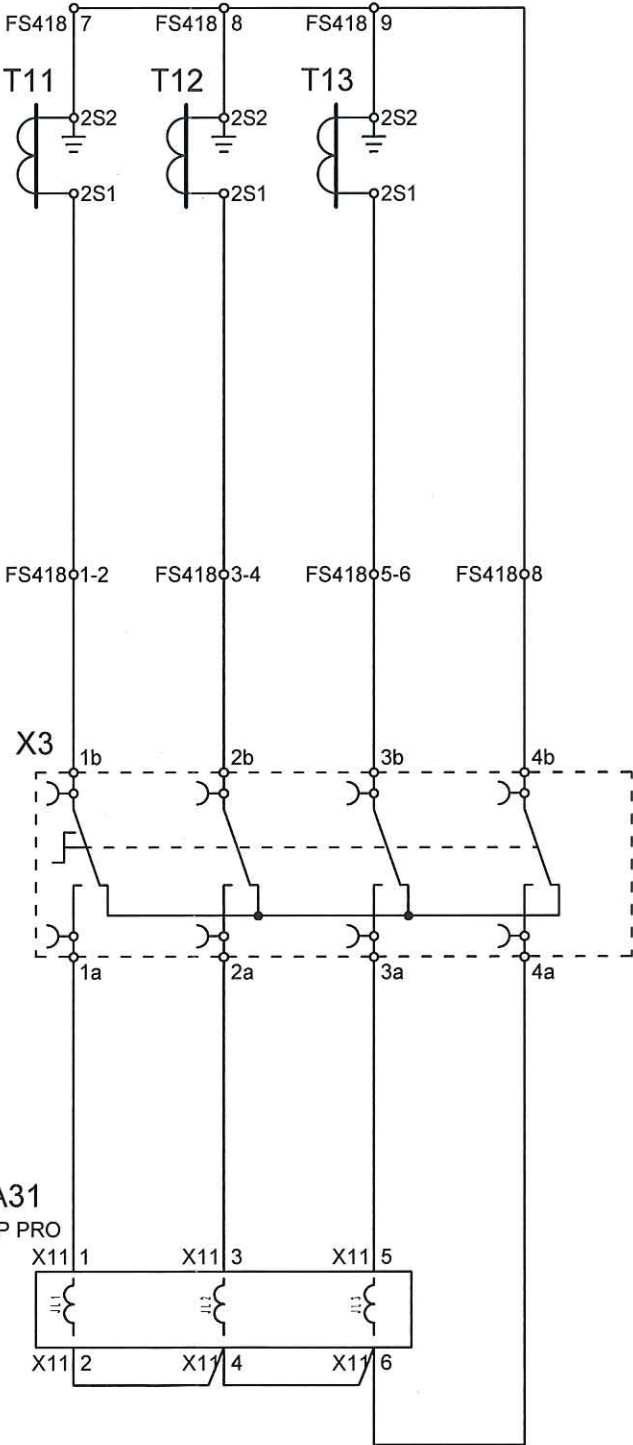 FS418 7 FS418 8 FS418 9
T11 T12 T13
2S2 2S2 2S2
2S1 2S1 2S1
FS418 1-2 FS418 3-4 FS418 5-6 FS418 8
X3
1b 2b 3b 4b
1a 2a 3a 4a
A31
P PRO
X11 1 X11 3 X11 5
X11 2 X11 4 X11 6